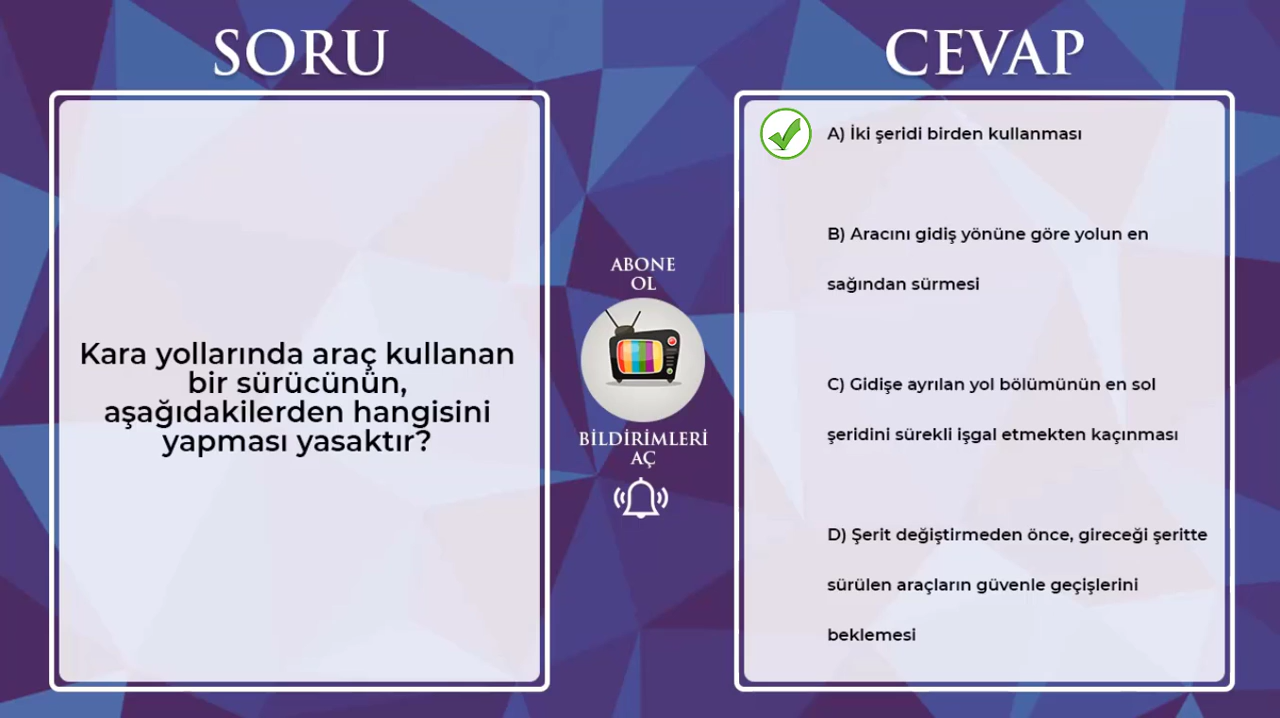 SORU
Kara yollarında araç kullanan
bir sürücünün,
aşağıdakilerden hangisini
yapması yasaktır?
ABONE
OL
BİLDİRİMLERİ
AÇ
CEVAP
A) İki şeridi birden kullanması
B) Aracını gidiş yönüne göre yolun en
sağından sürmesi
C) Gidişe ayrılan yol bölümünün en sol
şeridini sürekli işgal etmekten kaçınması
D) Şerit değiştirmeden önce, gireceği şeritte
sürülen araçların güvenle geçişlerini
beklemesi